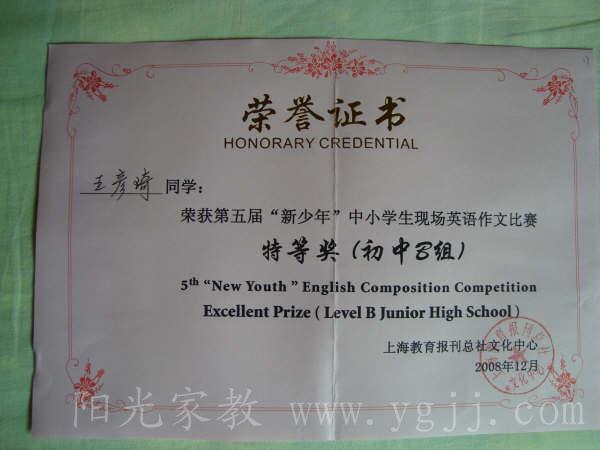 荣誉证书
HONORARY CREDENTIAL
王彦琦 同学：
荣获第五届“新少年”中小学生现场英语作文比赛
特等奖（初中B组）
5th “New Youth” English Composition Competition
Excellent Prize ( Level B Junior High School )
上海教育报刊总社文化中心
2008年12月
阳光家教 www.ygjj.com